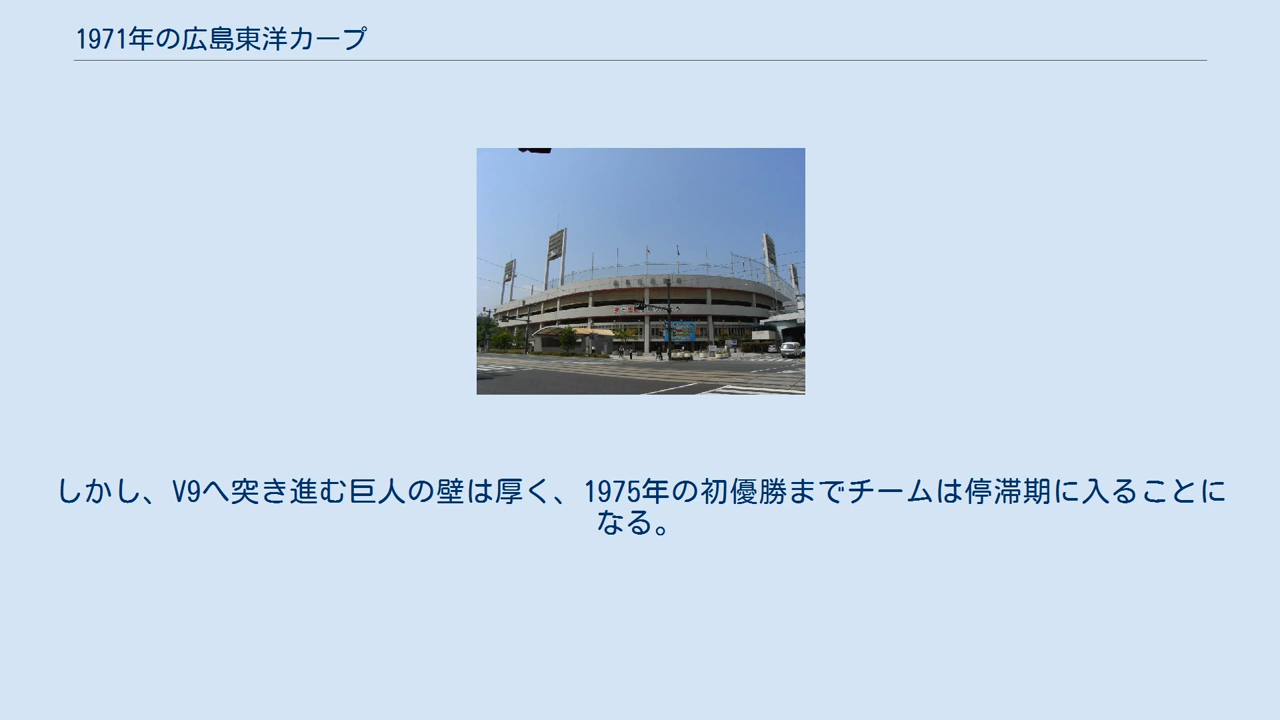 1971年の広島東洋カープ
しかし、V9へ突き進む巨人の壁は厚く、1975年の初優勝までチームは停滞期に入ることに
なる。